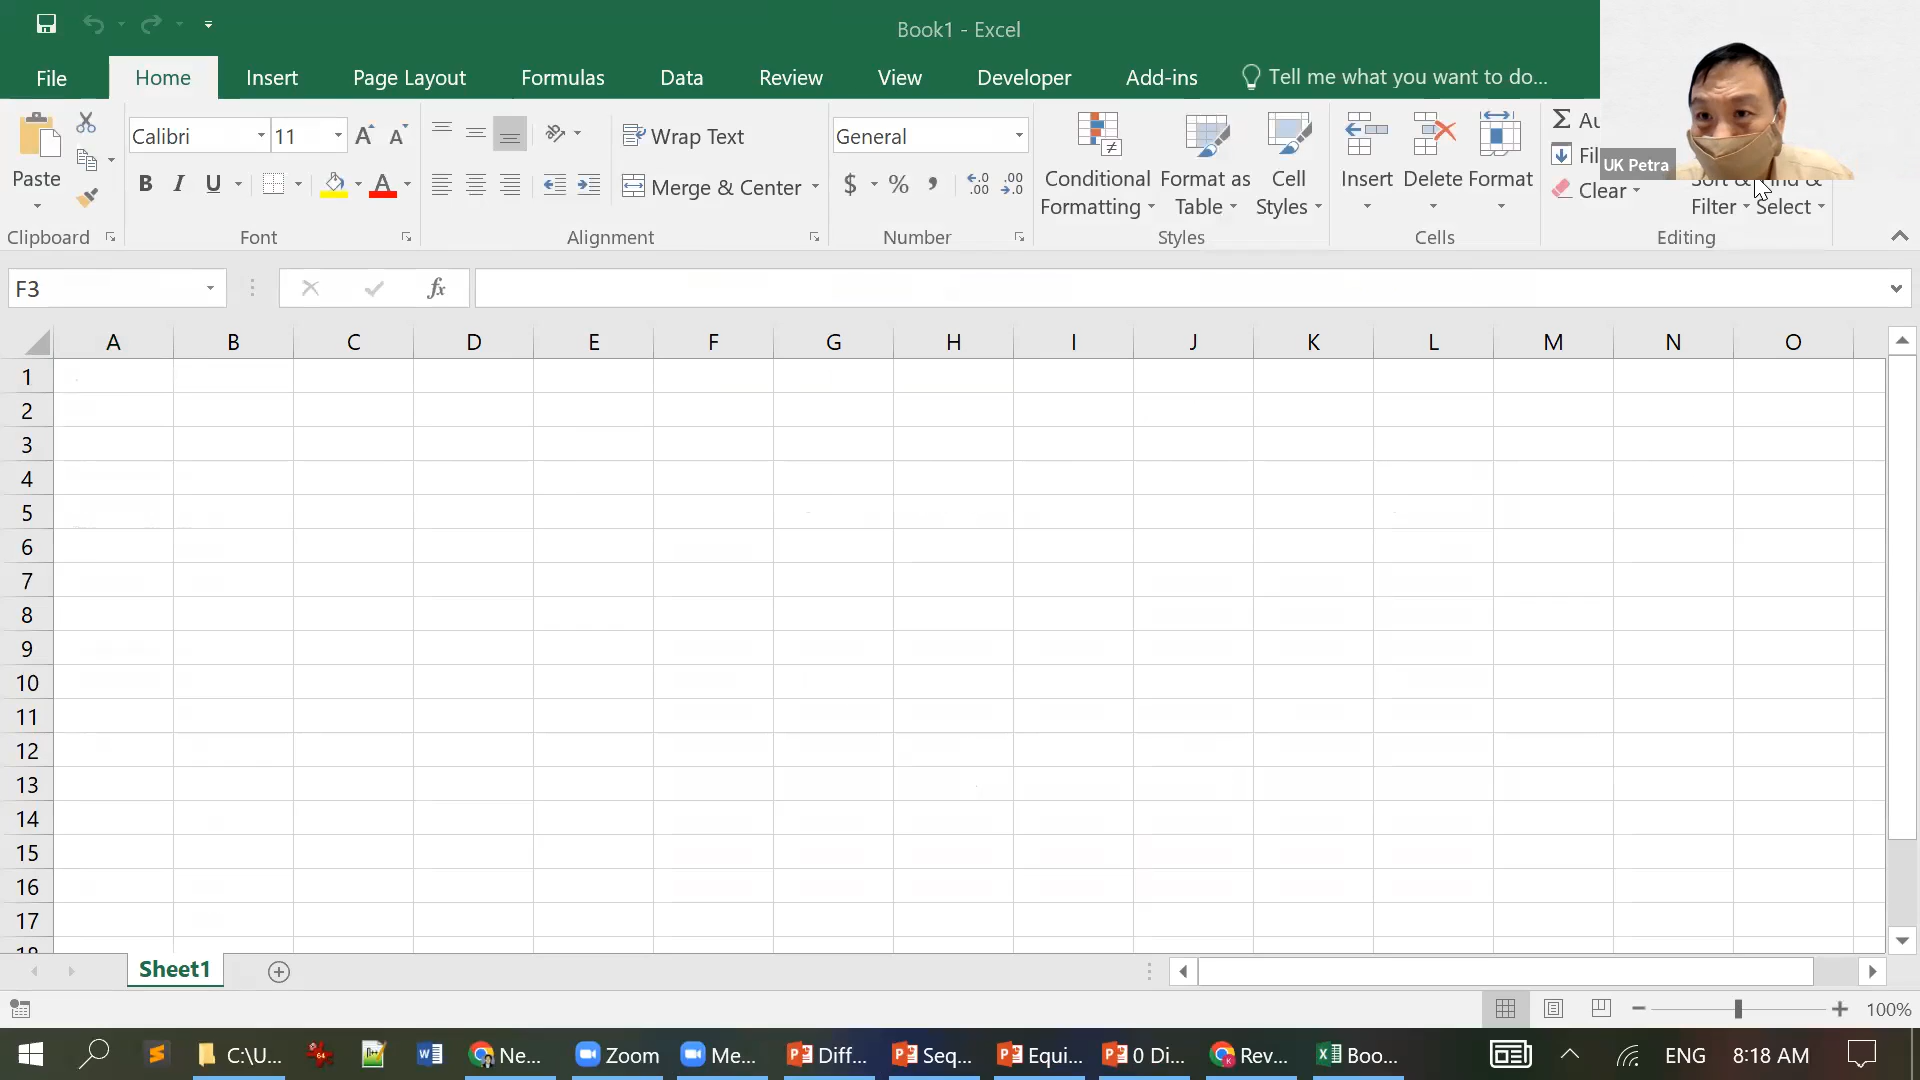 Book1 - Excel
File Home Insert Page Layout Formulas Data Review View Developer Add-ins Tell me what you want to do...
Calibri 11 A A Wrap Text General Σ
Paste B I U A Merge & Center $ % , Conditional Formatting Format as Table Cell Styles Insert Delete Format Clear Filter Select
UK Petra
Clipboard Font Alignment Number Styles Cells Editing
F3 fx
A B C D E F G H I J K L M N O
1
2
3
4
5
6
7
8
9
10
11
12
13
14
15
16
17
Sheet1
100%
C:\U... 64 Ne... Zoom Me... Diff... Seq... Equi... 0 Di... Rev... Boo... ENG 8:18 AM